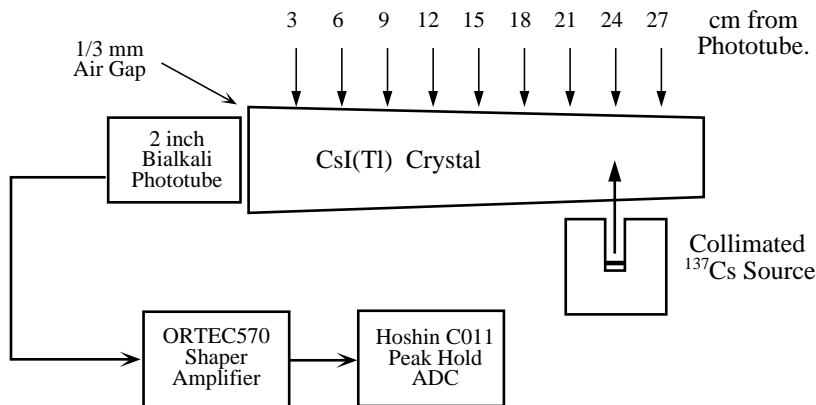 3 6 9 12 15 18 21 24 27
cm from
Phototube.
1/3 mm
Air Gap
2 inch
Bialkali
Phototube
CsI(Tl) Crystal
Collimated
¹³⁷Cs Source
ORTEC570
Shaper
Amplifier
Hoshin C011
Peak Hold
ADC